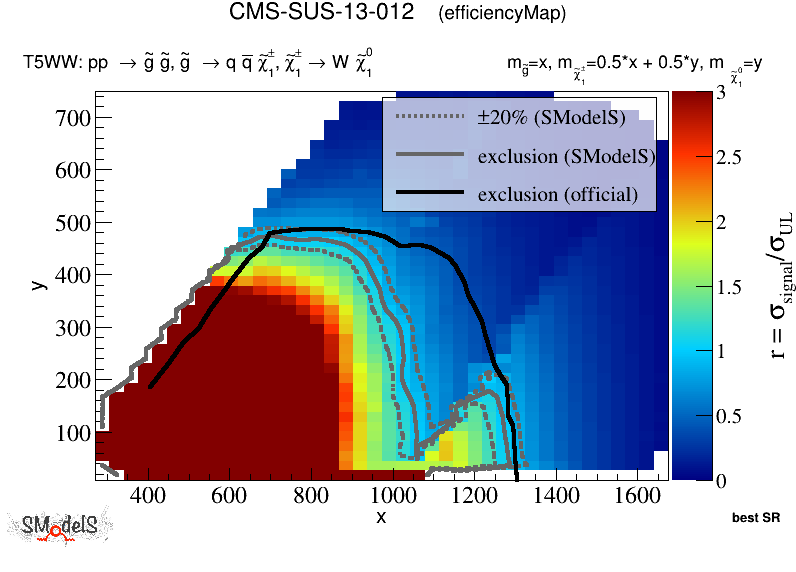 CMS-SUS-13-012 (efficiencyMap)
T5WW: pp → g̃ g̃, g̃ → q q̅ χ̃₁^±, χ̃₁^± → W χ̃₁⁰ m_g̃=x, m_χ̃₁^±=0.5*x + 0.5*y, m_χ̃₁⁰=y
±20% (SModelS)
exclusion (SModelS)
exclusion (official)
700
600
500
400
300
200
100
y
400 600 800 1000 1200 1400 1600
x
3
2.5
2
1.5
1
0.5
0
r = σ_signal/σ_UL
best SR
SModelS